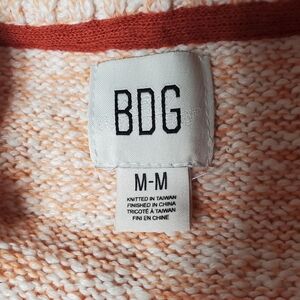 BDG
M-M
KNITTED IN TAIWAN
FINISHED IN CHINA
TRICOTÉ À TAIWAN
FINI EN CHINE